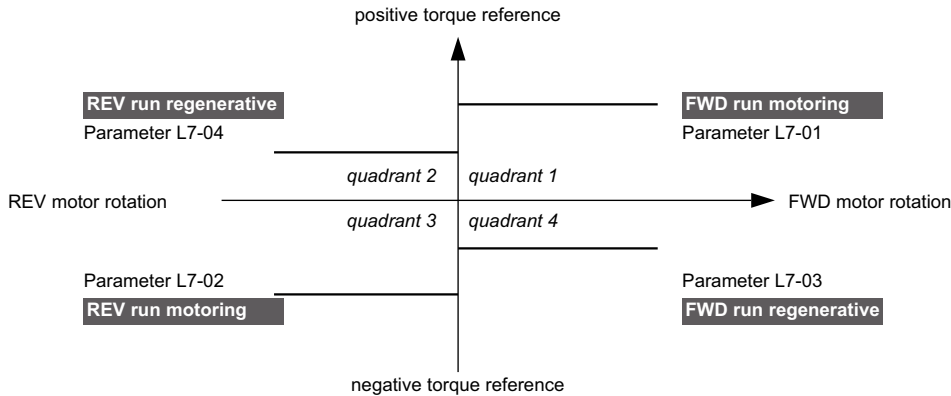 positive torque reference
REV run regenerative
FWD run motoring
Parameter L7-04
Parameter L7-01
quadrant 2
quadrant 1
REV motor rotation
FWD motor rotation
quadrant 3
quadrant 4
Parameter L7-02
Parameter L7-03
REV run motoring
FWD run regenerative
negative torque reference